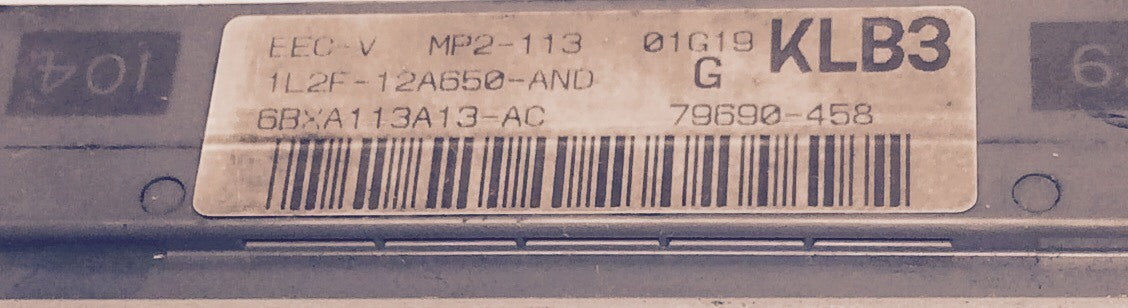 EEC-V MP2-113 01G19 KLB3
1L2F-12A650-AND G
6BXA113A13-AC 79690-458
104